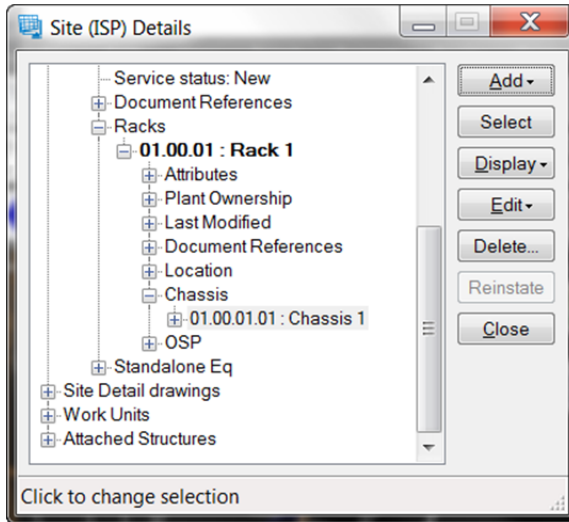 Site (ISP) Details
Service status: New
Document References
Racks
01.00.01 : Rack 1
Attributes
Plant Ownership
Last Modified
Document References
Location
Chassis
01.00.01.01 : Chassis 1
OSP
Standalone Eq
Site Detail drawings
Work Units
Attached Structures
Add
Select
Display
Edit
Delete...
Reinstate
Close
Click to change selection